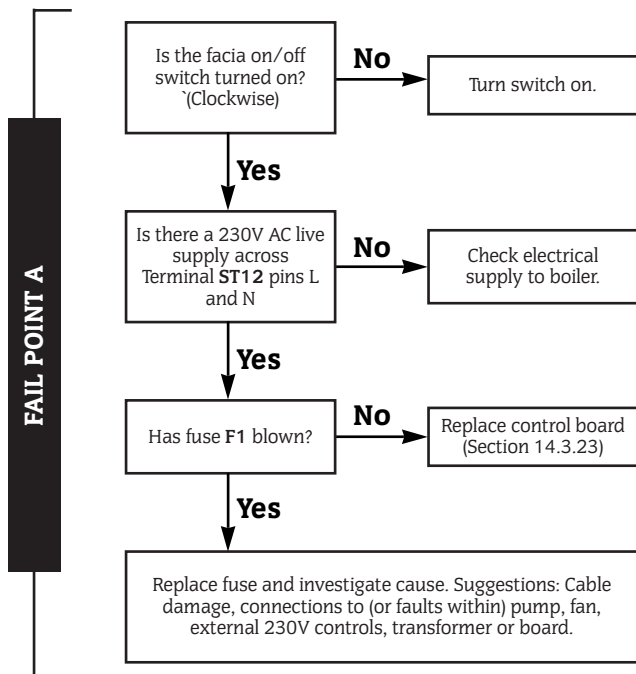 FAIL POINT A
Is the facia on/off
switch turned on?
`(Clockwise)
No
Turn switch on.
Yes
Is there a 230V AC live
supply across
Terminal ST12 pins L
and N
No
Check electrical
supply to boiler.
Yes
Has fuse F1 blown?
No
Replace control board
(Section 14.3.23)
Yes
Replace fuse and investigate cause. Suggestions: Cable
damage, connections to (or faults within) pump, fan,
external 230V controls, transformer or board.